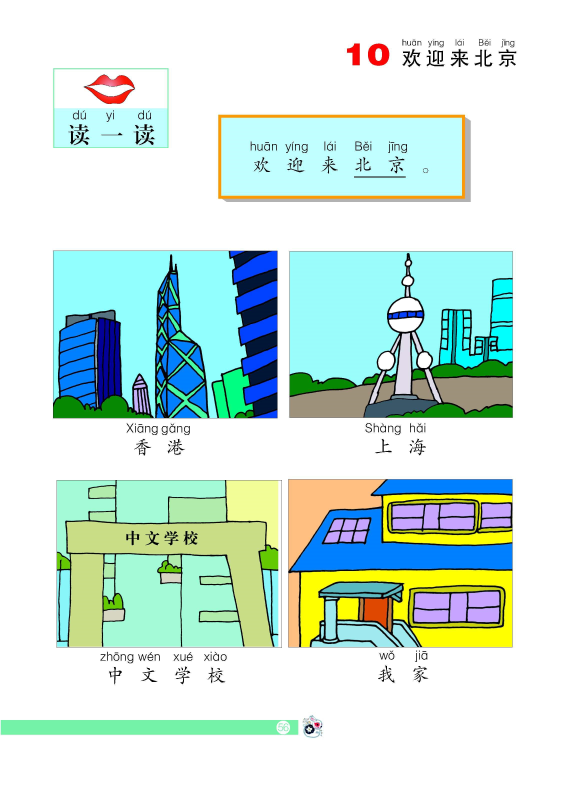 huān yíng lái Běi jīng
10 欢迎来北京
dú yi dú
读一读
huān yíng lái Běi jīng
欢迎来北京。
Xiāng gǎng
香港
Shàng hǎi
上海
中文学校
zhōng wén xué xiào
中文学校
wǒ jiā
我家
56